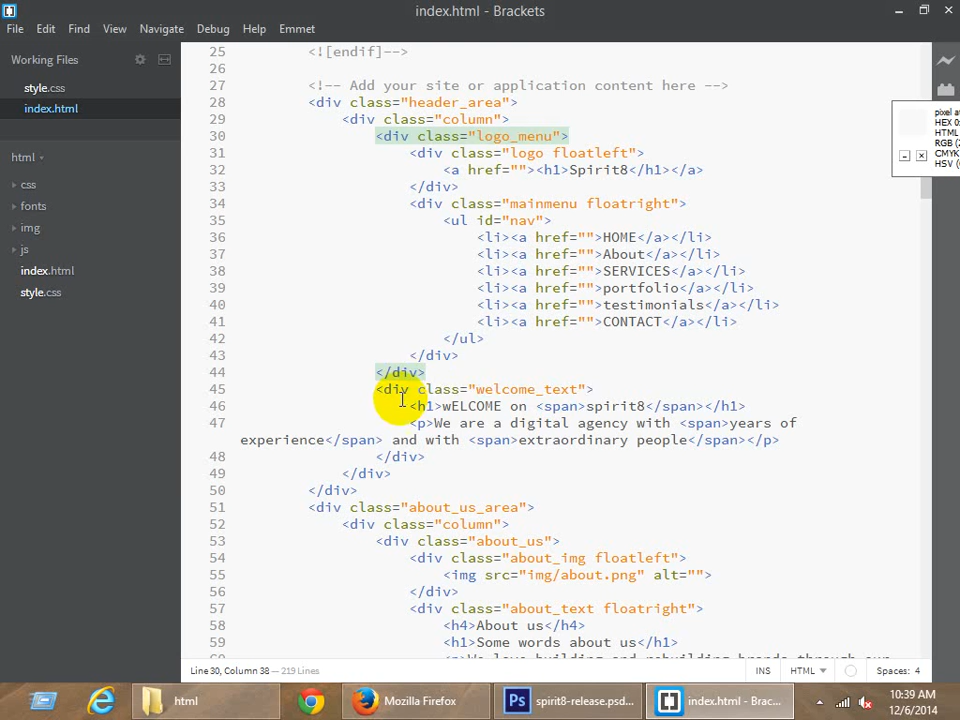 index.html - Brackets
File Edit Find View Navigate Debug Help Emmet
Working Files
style.css
index.html
html
css
fonts
img
js
index.html
style.css
25 <![endif]-->
26
27 <!-- Add your site or application content here -->
28 <div class="header_area">
29 <div class="column">
30 <div class="logo_menu">
31 <div class="logo floatleft">
32 <a href=""><h1>Spirit8</h1></a>
33 </div>
34 <div class="mainmenu floatright">
35 <ul id="nav">
36 <li><a href="">HOME</a></li>
37 <li><a href="">About</a></li>
38 <li><a href="">SERVICES</a></li>
39 <li><a href="">portfolio</a></li>
40 <li><a href="">testimonials</a></li>
41 <li><a href="">CONTACT</a></li>
42 </ul>
43 </div>
44 </div>
45 <div class="welcome_text">
46 <h1>wELCOME on <span>spirit8</span></h1>
47 <p>We are a digital agency with <span>years of
experience</span> and with <span>extraordinary people</span></p>
48 </div>
49 </div>
50 </div>
51 <div class="about_us_area">
52 <div class="column">
53 <div class="about_us">
54 <div class="about_img floatleft">
55 <img src="img/about.png" alt="">
56 </div>
57 <div class="about_text floatright">
58 <h4>About us</h4>
59 <h1>Some words about us</h1>
pixel at
HEX 0
HTML
RGB (2
CMYK
HSV (
Line 30, Column 38 — 219 Lines
INS HTML Spaces: 4
html
Mozilla Firefox
spirit8-release.psd...
index.html - Brac...
10:39 AM
12/6/2014